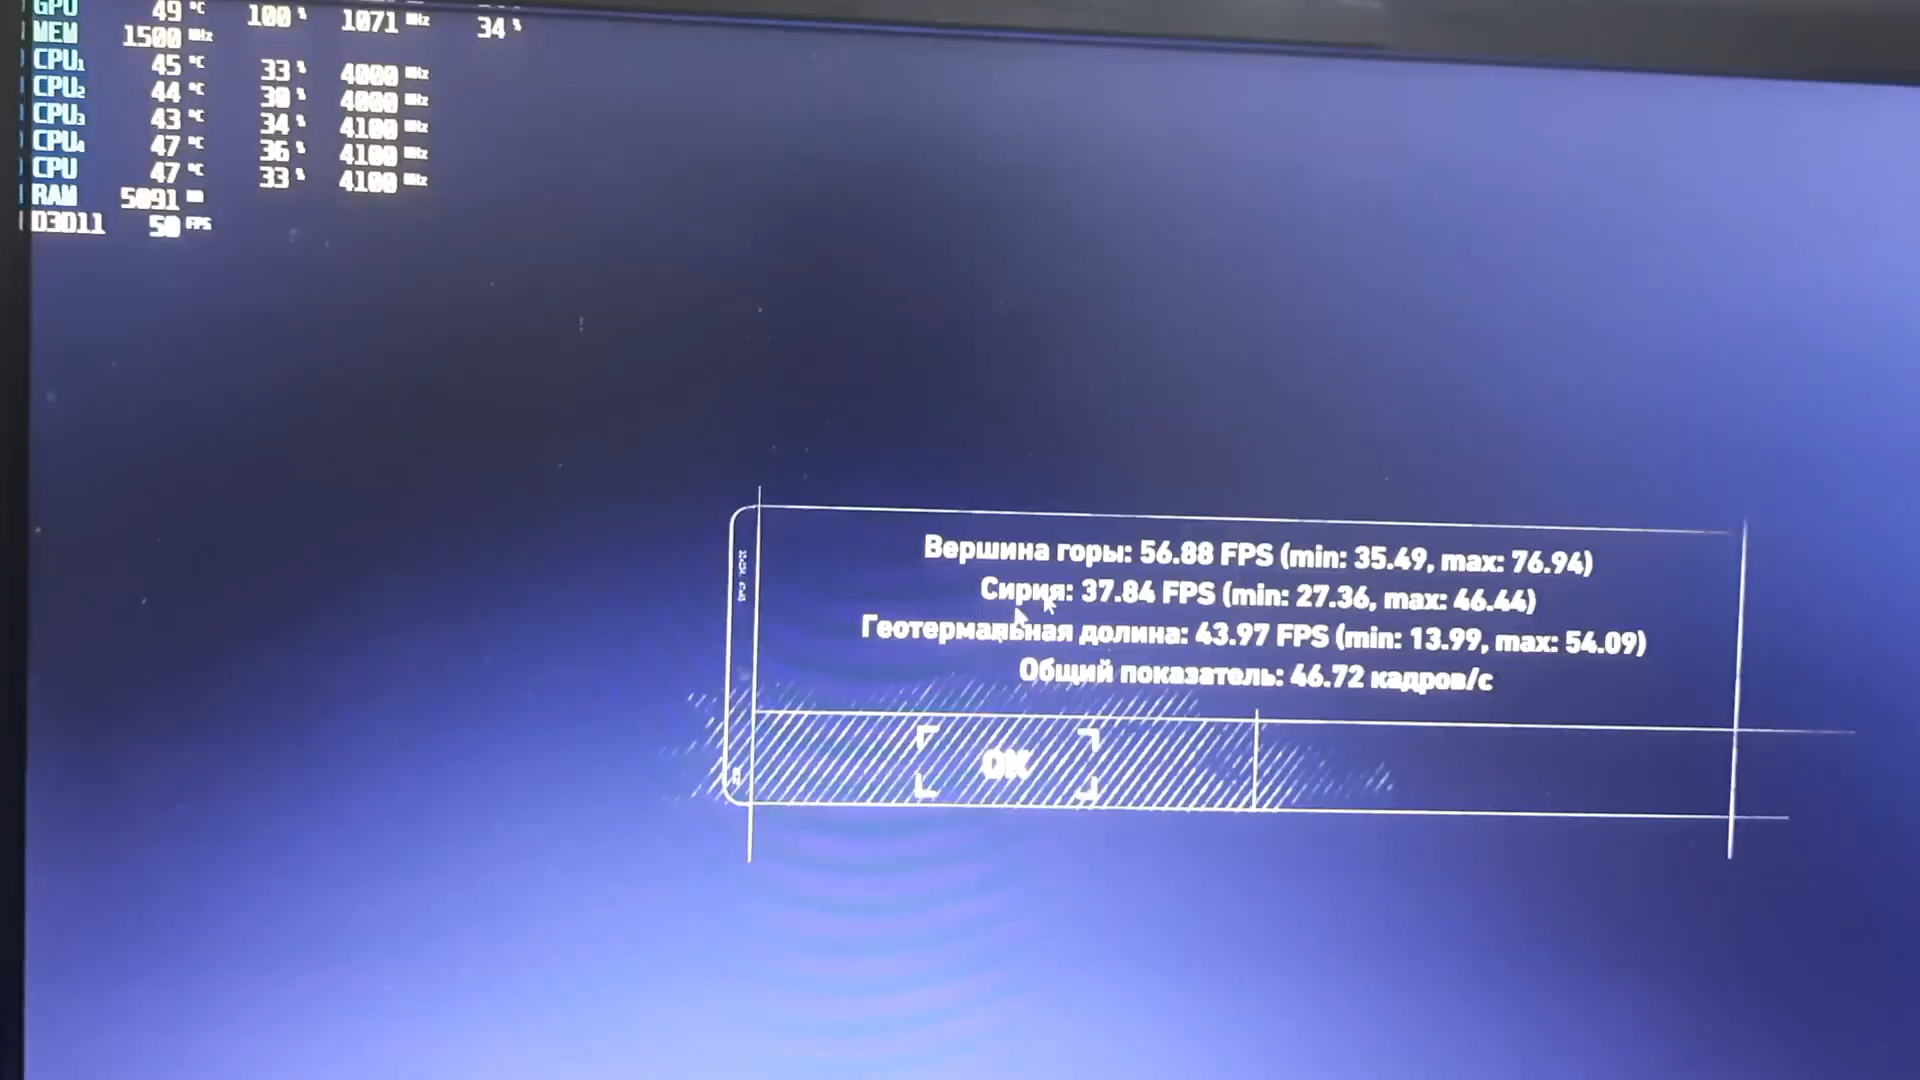 GPU 49 °C 100 % 1071 MHz 34 %
MEM 1500 MHz
CPU1 45 °C 33 % 4000 MHz
CPU2 44 °C 30 % 4000 MHz
CPU3 43 °C 34 % 4100 MHz
CPU4 47 °C 36 % 4100 MHz
CPU 47 °C 33 % 4100 MHz
RAM 5091 MB
D3D11 50 FPS
Вершина горы: 56.88 FPS (min: 35.49, max: 76.94)
Сирия: 37.84 FPS (min: 27.36, max: 46.44)
Геотермальная долина: 43.97 FPS (min: 13.99, max: 54.09)
Общий показатель: 46.72 кадров/с
OK